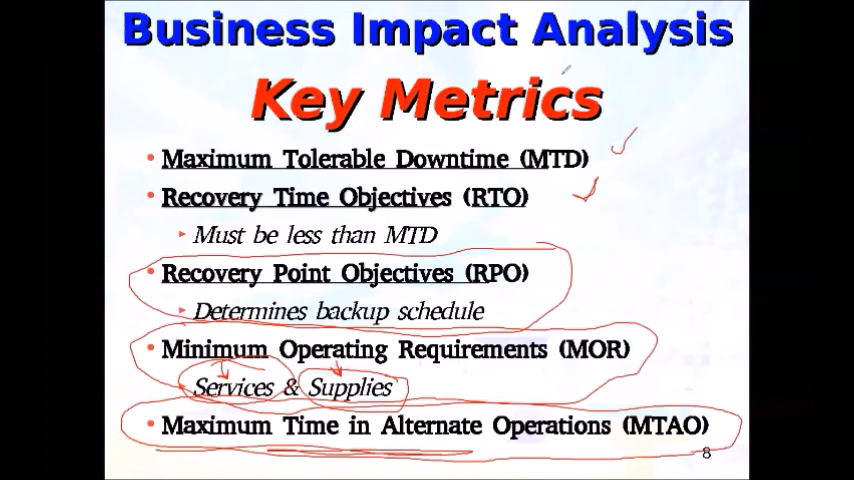 Business Impact Analysis
Key Metrics
• Maximum Tolerable Downtime (MTD)
• Recovery Time Objectives (RTO)
‣ Must be less than MTD
• Recovery Point Objectives (RPO)
‣ Determines backup schedule
• Minimum Operating Requirements (MOR)
‣ Services & Supplies
• Maximum Time in Alternate Operations (MTAO)
8